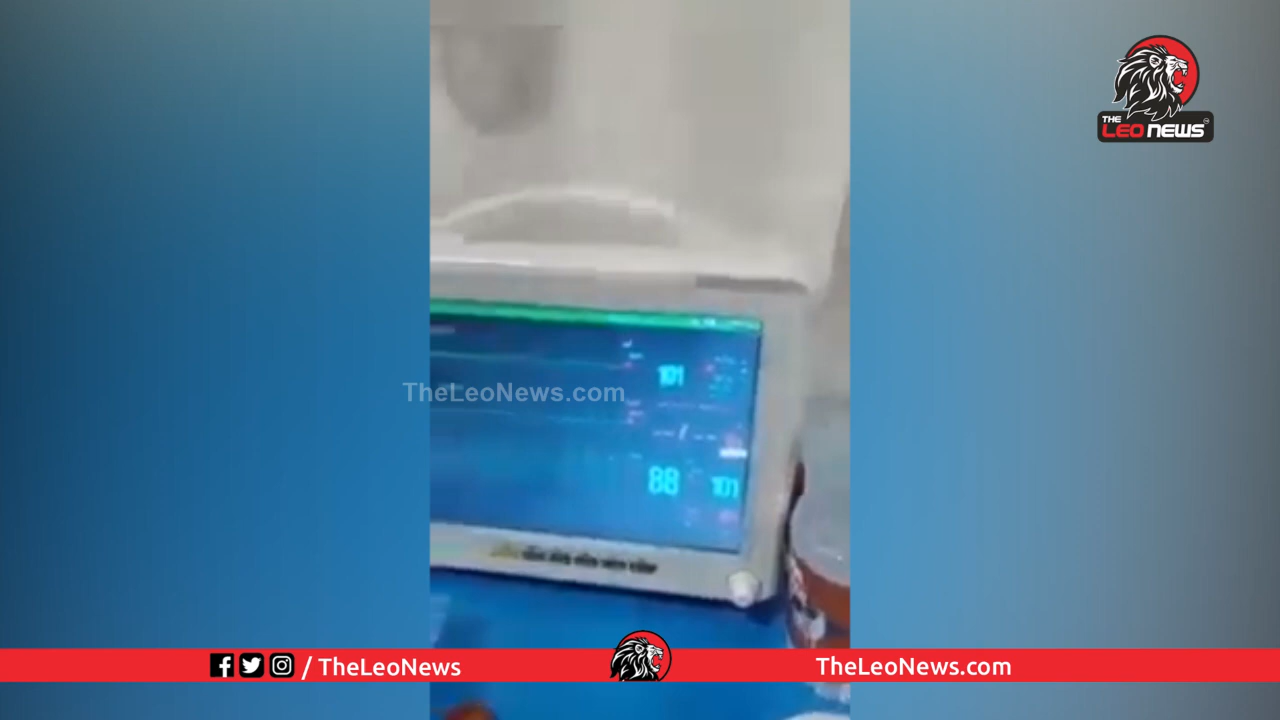 THE
LEO NEWS
101
TheLeoNews.com
-- / --
88 101
/ TheLeoNews
TheLeoNews.com